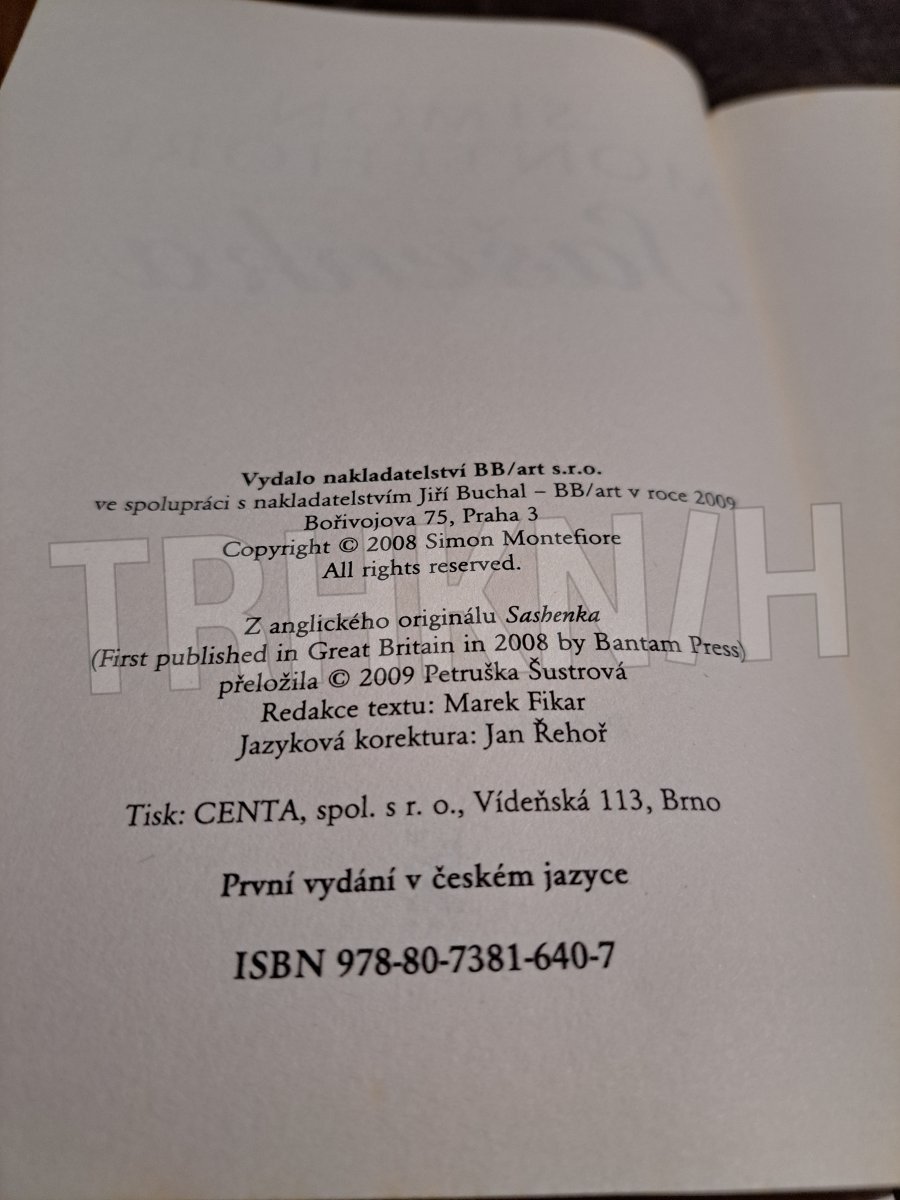 Vydalo nakladatelství BB/art s.r.o.
ve spolupráci s nakladatelstvím Jiří Buchal – BB/art v roce 2009
Bořivojova 75, Praha 3
Copyright © 2008 Simon Montefiore
All rights reserved.
Z anglického originálu Sashenka
(First published in Great Britain in 2008 by Bantam Press)
přeložila © 2009 Petruška Šustrová
Redakce textu: Marek Fikar
Jazyková korektura: Jan Řehoř
Tisk: CENTA, spol. s r. o., Vídeňská 113, Brno
První vydání v českém jazyce
ISBN 978-80-7381-640-7
TRHKN/H